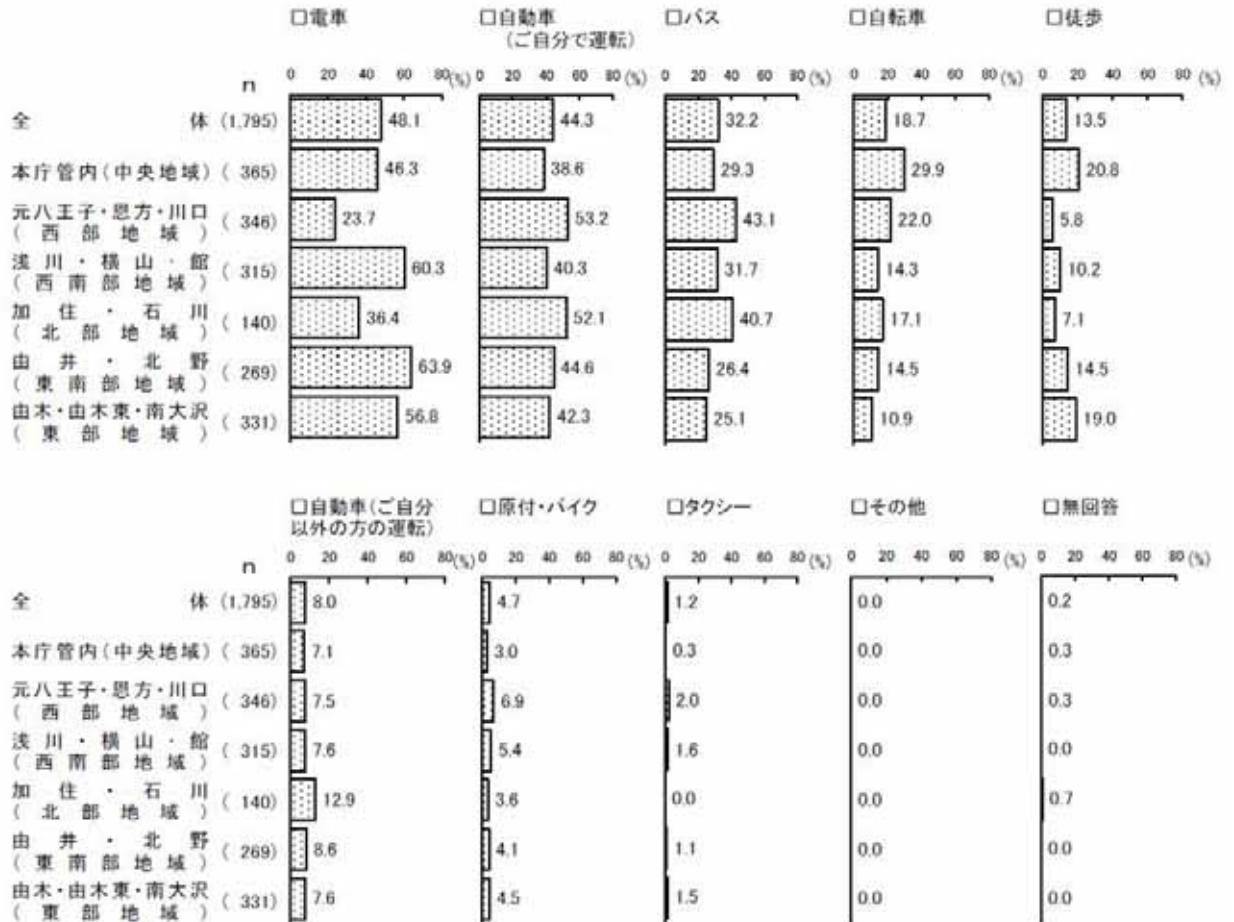 □電車 □自動車 □バス □自転車 □徒歩
(ご自分で運転)
n 0 20 40 60 80(%) 0 20 40 60 80(%) 0 20 40 60 80(%) 0 20 40 60 80(%) 0 20 40 60 80(%)
全体 (1,795) 48.1 44.3 32.2 18.7 13.5
本庁管内(中央地域) (365) 46.3 38.6 29.3 29.9 20.8
元八王子・恩方・川口
(西部地域) (346) 23.7 53.2 43.1 22.0 5.8
浅川・横山・館
(西南部地域) (315) 60.3 40.3 31.7 14.3 10.2
加住・石川
(北部地域) (140) 36.4 52.1 40.7 17.1 7.1
由井・北野
(東南部地域) (269) 63.9 44.6 26.4 14.5 14.5
由木・由木東・南大沢
(東部地域) (331) 56.8 42.3 25.1 10.9 19.0
□自動車(ご自分 □原付・バイク □タクシー □その他 □無回答
以外の方の運転)
n 0 20 40 60 80(%) 0 20 40 60 80(%) 0 20 40 60 80(%) 0 20 40 60 80(%) 0 20 40 60 80(%)
全体 (1,795) 8.0 4.7 1.2 0.0 0.2
本庁管内(中央地域) (365) 7.1 3.0 0.3 0.0 0.3
元八王子・恩方・川口
(西部地域) (346) 7.5 6.9 2.0 0.0 0.3
浅川・横山・館
(西南部地域) (315) 7.6 5.4 1.6 0.0 0.0
加住・石川
(北部地域) (140) 12.9 3.6 0.0 0.0 0.7
由井・北野
(東南部地域) (269) 8.6 4.1 1.1 0.0 0.0
由木・由木東・南大沢
(東部地域) (331) 7.6 4.5 1.5 0.0 0.0